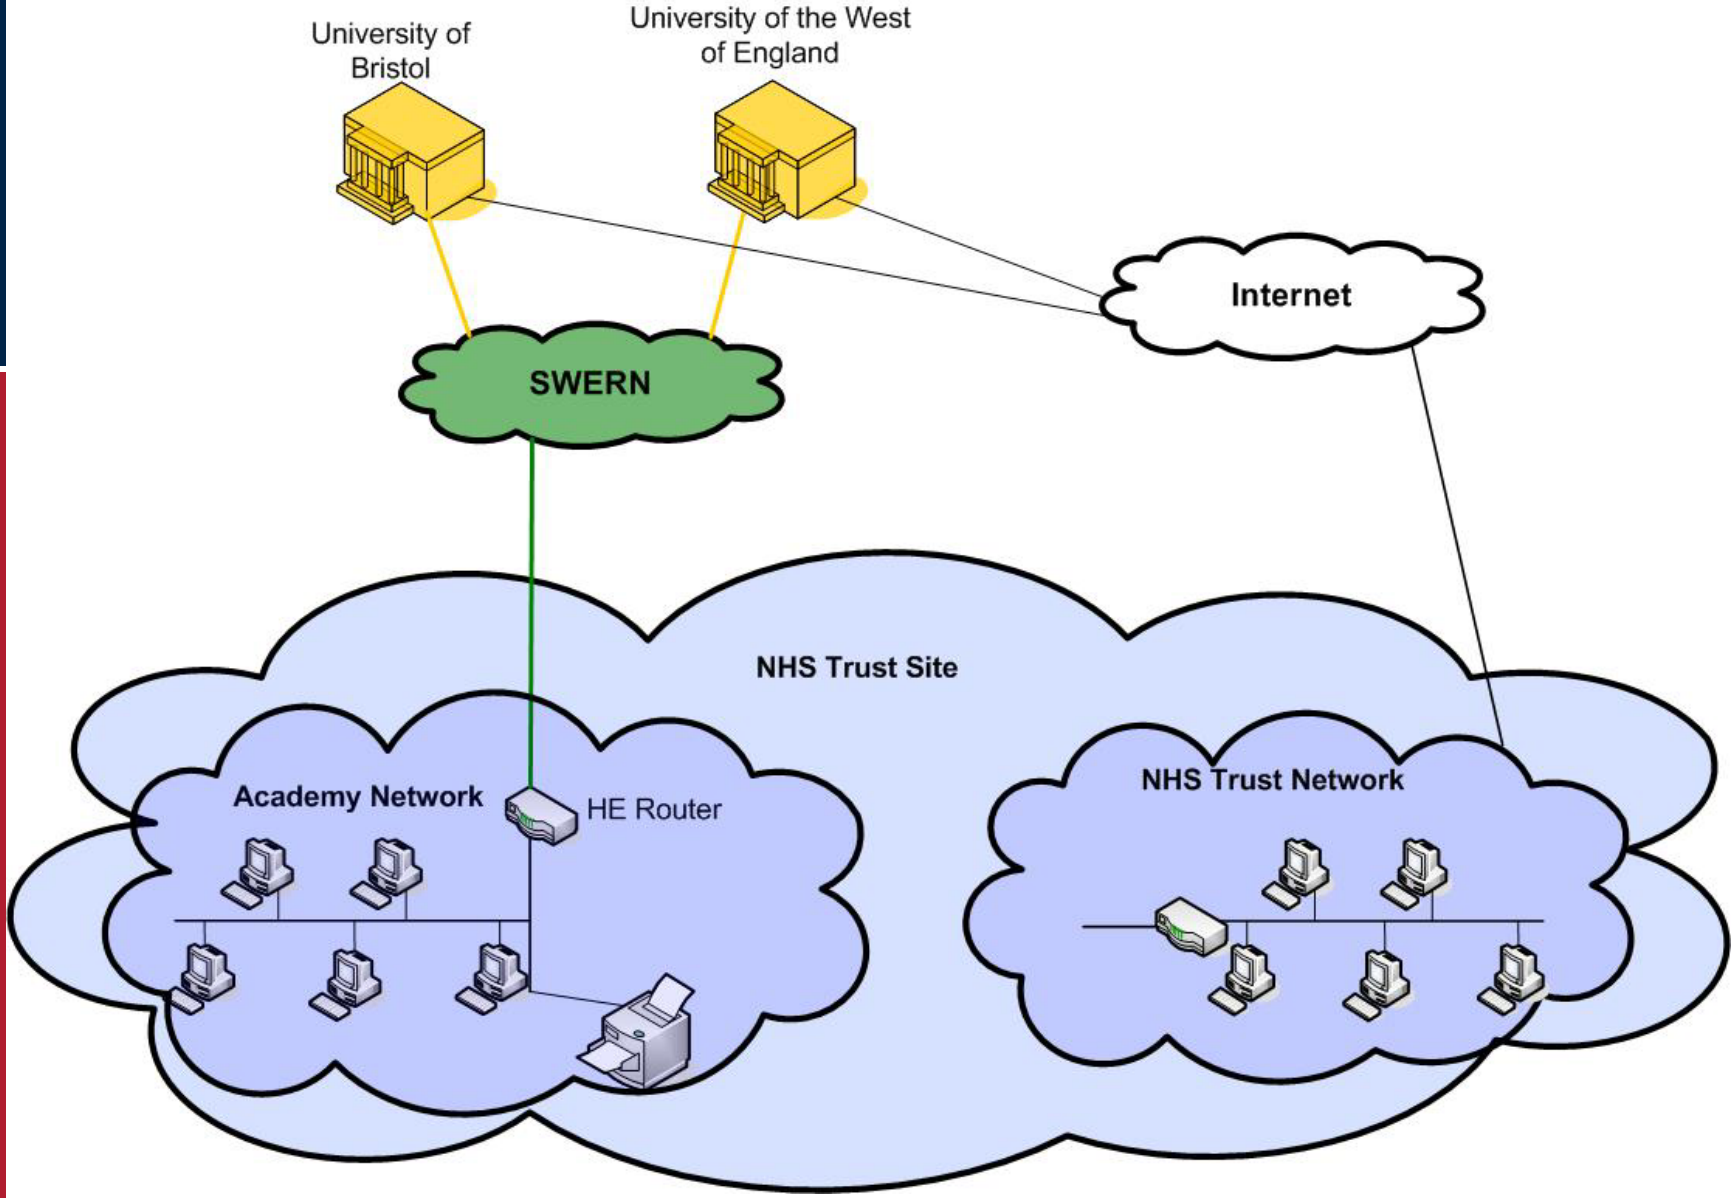 University of
Bristol
University of the West
of England
Internet
SWERN
NHS Trust Site
Academy Network
HE Router
NHS Trust Network